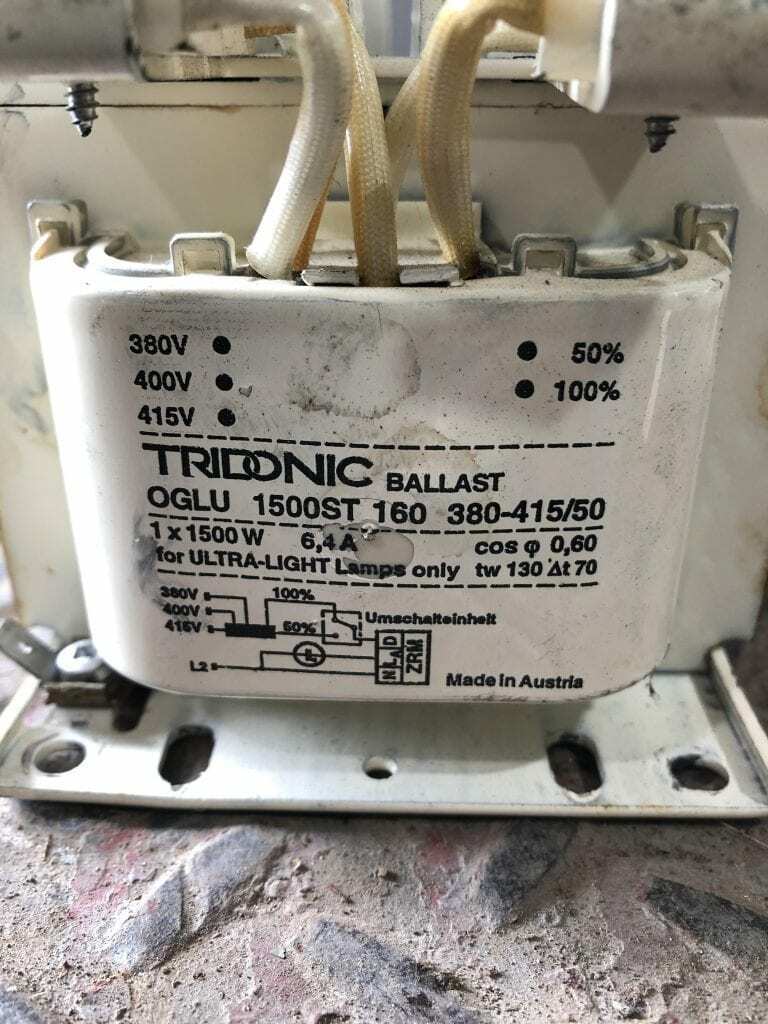 380V 50%
400V 100%
415V
TRIDONIC BALLAST
OGLU 1500ST 160 380-415/50
1 x 1500 W 6,4 A cos φ 0,60
for ULTRA-LIGHT Lamps only tw 130 Δt 70
380V 100%
400V Umschalteinheit
415V 50%
L2 N LA D ZRM
Made in Austria